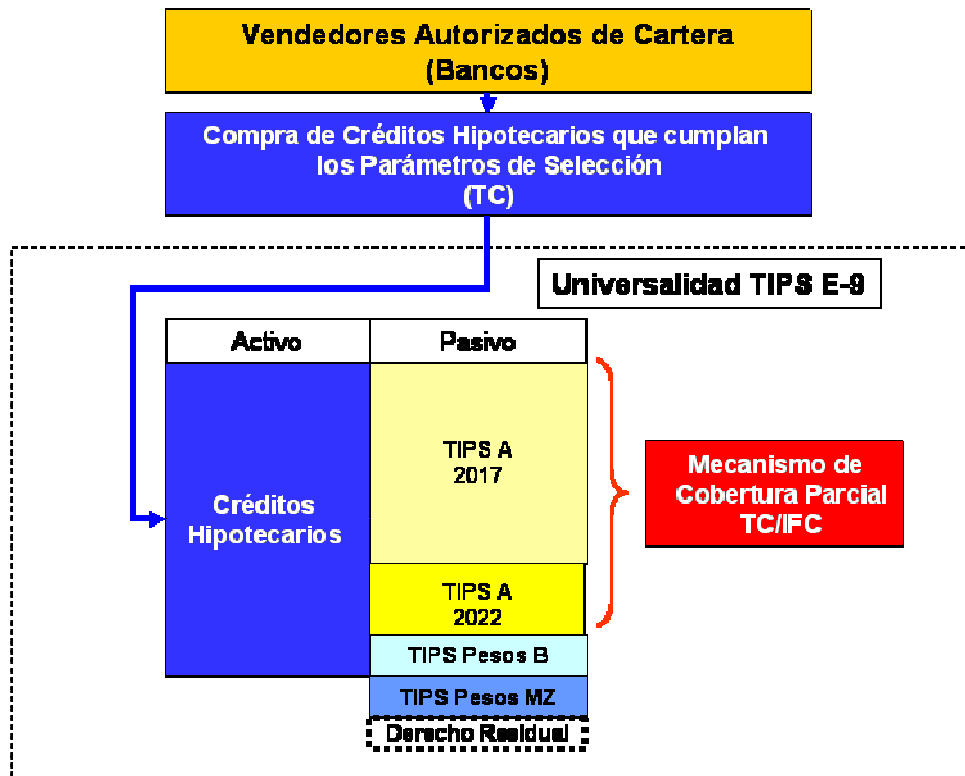 Vendedores Autorizados de Cartera
(Bancos)
Compra de Créditos Hipotecarios que cumplan
los Parámetros de Selección
(TC)
Universalidad TIPS E-9
Activo
Pasivo
TIPS A
2017
Créditos
Hipotecarios
Mecanismo de
Cobertura Parcial
TC/IFC
TIPS A
2022
TIPS Pesos B
TIPS Pesos MZ
Derecho Residual